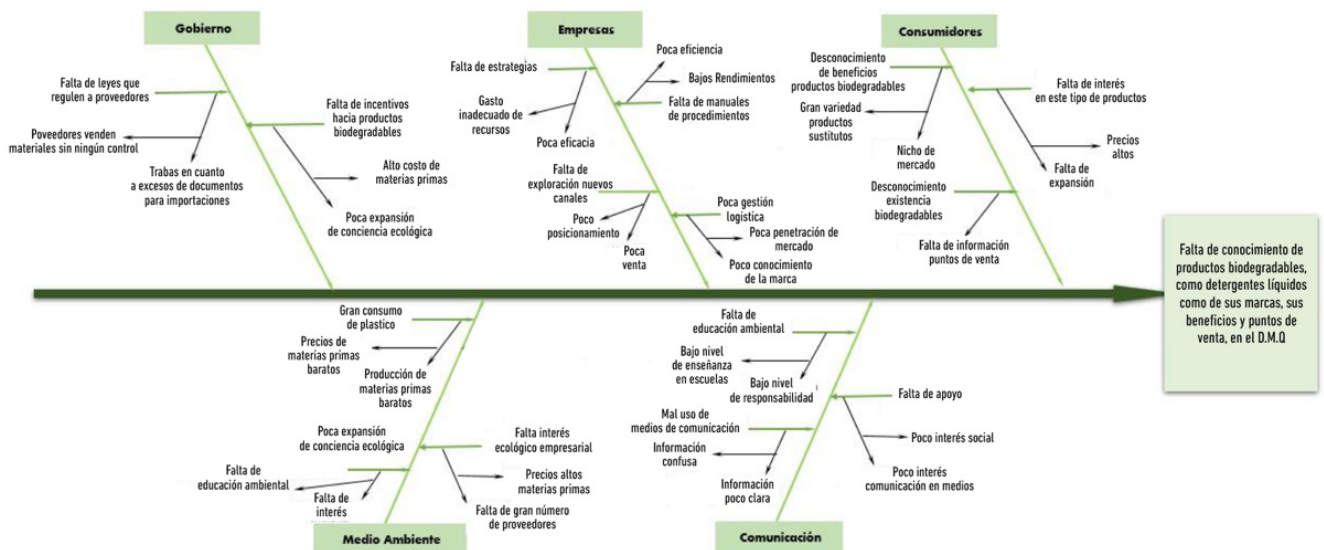 Gobierno
Falta de leyes que
regulen a proveedores
Poveedores venden
materiales sin ningún control
Trabas en cuanto
a excesos de documentos
para importaciones
Falta de incentivos
hacia productos
biodegradables
Alto costo de
materias primas
Poca expansión
de conciencia ecológica
Empresas
Falta de estrategias
Gasto
inadecuado de
recursos
Poca eficacia
Poca eficiencia
Bajos Rendimientos
Falta de manuales
de procedimientos
Falta de
exploración nuevos
canales
Poco
posicionamiento
Poca
venta
Poca gestión
logistica
Poca penetración de
mercado
Poco conocimiento
de la marca
Consumidores
Desconocimiento
de beneficios
productos biodegradables
Gran variedad
productos
sustitutos
Nicho de
mercado
Falta de interés
en este tipo de productos
Precios
altos
Falta de
expansión
Desconocimiento
existencia
biodegradables
Falta de información
puntos de venta
Falta de conocimiento de
productos biodegradables,
como detergentes líquidos
como de sus marcas, sus
beneficios y puntos de
venta, en el D.M.Q
Gran consumo
de plastico
Precios de
materias primas
baratos
Producción de
materias primas
baratos
Poca expansión
de conciencia ecológica
Falta de
educación ambiental
Falta de
interés
Falta interés
ecológico empresarial
Precios altos
materias primas
Falta de gran número
de proveedores
Medio Ambiente
Falta de
educación ambiental
Bajo nivel
de enseñanza
en escuelas
Bajo nivel
de responsabilidad
Mal uso de
medios de comunicación
Información
confusa
Información
poco clara
Falta de apoyo
Poco interés social
Poco interés
comunicación en medios
Comunicación